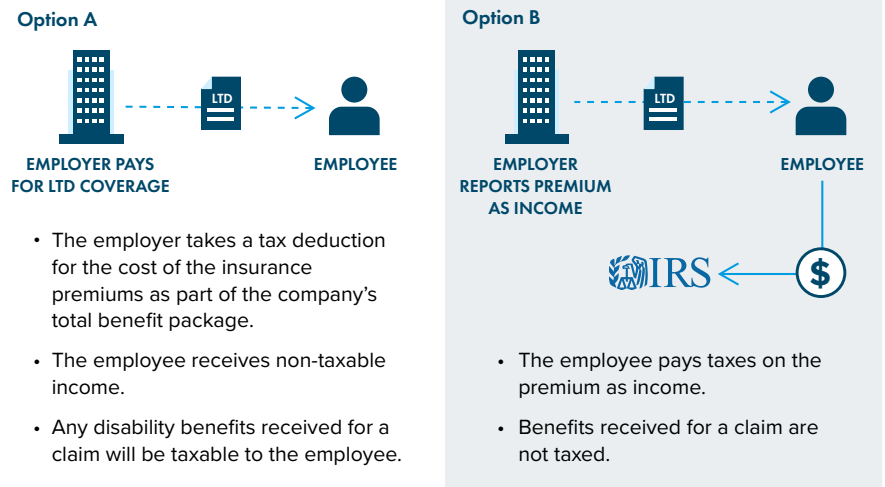 Option A
LTD
EMPLOYER PAYS
FOR LTD COVERAGE
EMPLOYEE
• The employer takes a tax deduction
for the cost of the insurance
premiums as part of the company’s
total benefit package.
• The employee receives non-taxable
income.
• Any disability benefits received for a
claim will be taxable to the employee.
Option B
LTD
EMPLOYER
REPORTS PREMIUM
AS INCOME
EMPLOYEE
IRS
$
• The employee pays taxes on the
premium as income.
• Benefits received for a claim are
not taxed.